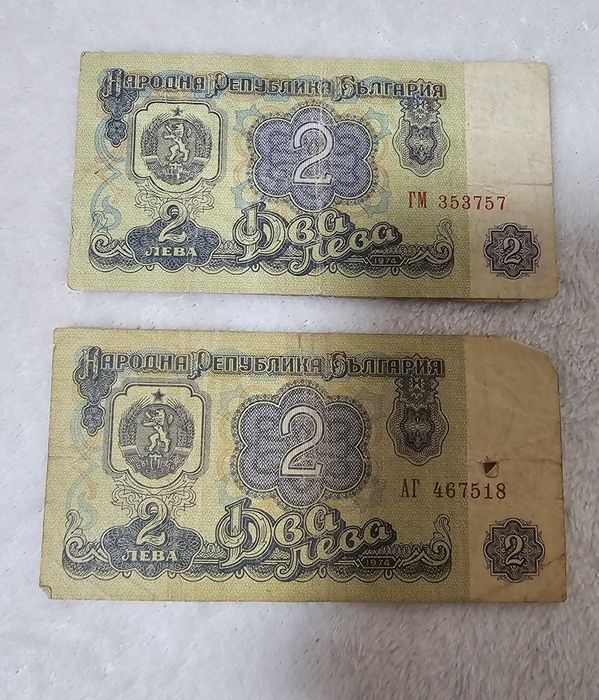 Народна Република България
2
ГМ 353757
2
ЛЕВА
Два
лева
1974
2
Народна Република България
2
АГ 467518
2
ЛЕВА
Два
лева
1974
2